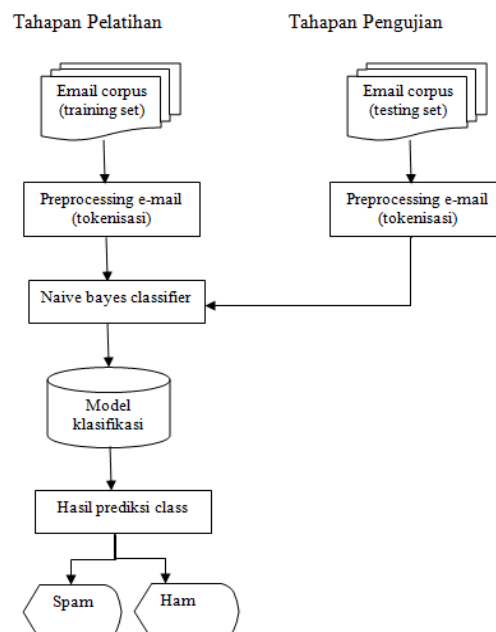 Tahapan Pelatihan
Tahapan Pengujian
Email corpus
(training set)
Email corpus
(testing set)
Preprocessing e-mail
(tokenisasi)
Preprocessing e-mail
(tokenisasi)
Naive bayes classifier
Model
klasifikasi
Hasil prediksi class
Spam
Ham